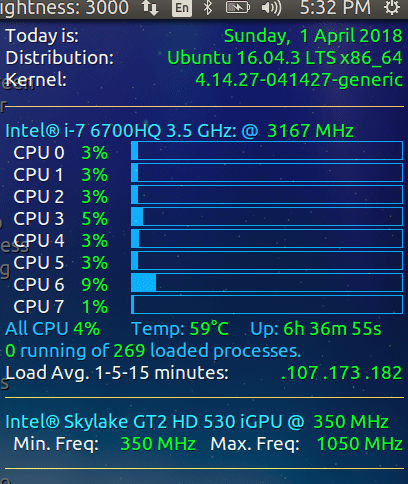 ightness: 3000 En 5:32 PM
Today is: Sunday, 1 April 2018
Distribution: Ubuntu 16.04.3 LTS x86_64
Kernel: 4.14.27-041427-generic
Intel® i-7 6700HQ 3.5 GHz: @ 3167 MHz
CPU 0 3%
CPU 1 3%
CPU 2 3%
CPU 3 5%
CPU 4 3%
CPU 5 3%
CPU 6 9%
CPU 7 1%
All CPU 4% Temp: 59°C Up: 6h 36m 55s
0 running of 269 loaded processes.
Load Avg. 1-5-15 minutes: .107 .173 .182
Intel® Skylake GT2 HD 530 iGPU @ 350 MHz
Min. Freq: 350 MHz Max. Freq: 1050 MHz